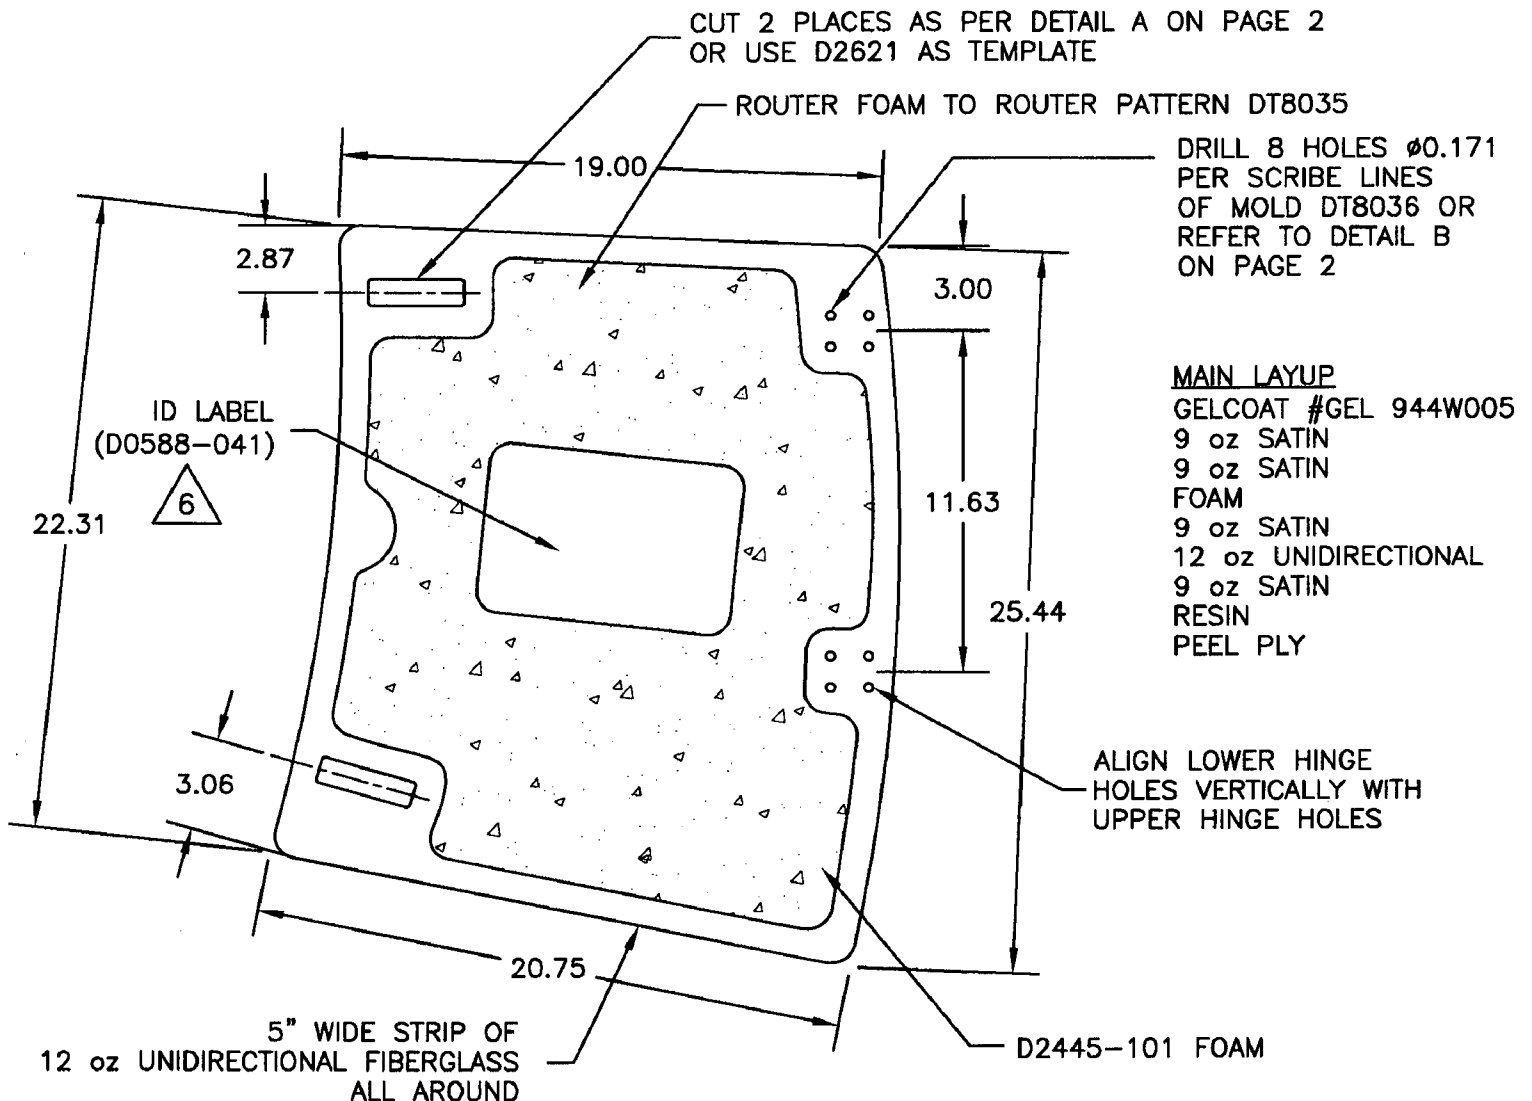 CUT 2 PLACES AS PER DETAIL A ON PAGE 2
OR USE D2621 AS TEMPLATE
ROUTER FOAM TO ROUTER PATTERN DT8035
DRILL 8 HOLES ø0.171
PER SCRIBE LINES
OF MOLD DT8036 OR
REFER TO DETAIL B
ON PAGE 2
19.00
2.87
3.00
MAIN LAYUP
GELCOAT #GEL 944W005
9 oz SATIN
9 oz SATIN
FOAM
9 oz SATIN
12 oz UNIDIRECTIONAL
9 oz SATIN
RESIN
PEEL PLY
ID LABEL
(D0588-041)
6
22.31
11.63
25.44
3.06
ALIGN LOWER HINGE
HOLES VERTICALLY WITH
UPPER HINGE HOLES
20.75
5" WIDE STRIP OF
12 oz UNIDIRECTIONAL FIBERGLASS
ALL AROUND
D2445-101 FOAM